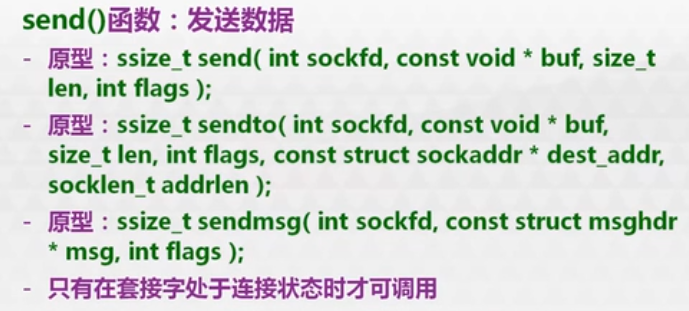 send()函数：发送数据
- 原型：ssize_t send( int sockfd, const void * buf, size_t
len, int flags );
- 原型：ssize_t sendto( int sockfd, const void * buf,
size_t len, int flags, const struct sockaddr * dest_addr,
socklen_t addrlen );
- 原型：ssize_t sendmsg( int sockfd, const struct msghdr
* msg, int flags );
- 只有在套接字处于连接状态时才可调用